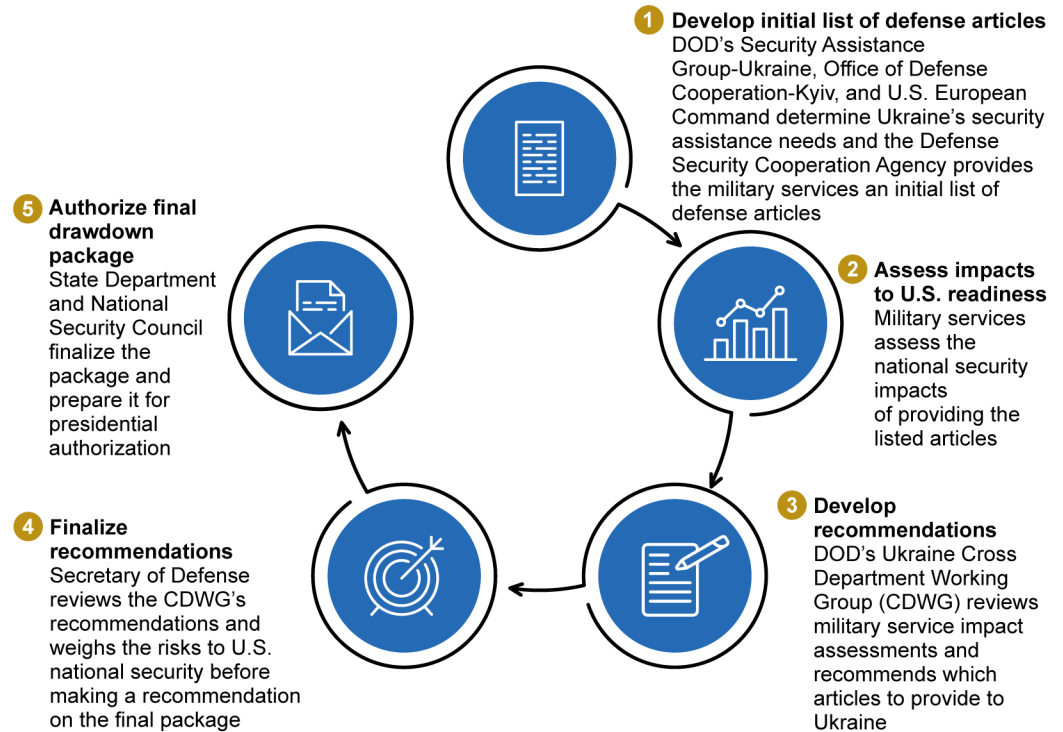 1 Develop initial list of defense articles
DOD's Security Assistance
Group-Ukraine, Office of Defense
Cooperation-Kyiv, and U.S. European
Command determine Ukraine's security
assistance needs and the Defense
Security Cooperation Agency provides
the military services an initial list of
defense articles
2 Assess impacts
to U.S. readiness
Military services
assess the
national security
impacts
of providing the
listed articles
3 Develop
recommendations
DOD's Ukraine Cross
Department Working
Group (CDWG) reviews
military service impact
assessments and
recommends which
articles to provide to
Ukraine
4 Finalize
recommendations
Secretary of Defense
reviews the CDWG's
recommendations and
weighs the risks to U.S.
national security before
making a recommendation
on the final package
5 Authorize final
drawdown
package
State Department
and National
Security Council
finalize the
package and
prepare it for
presidential
authorization